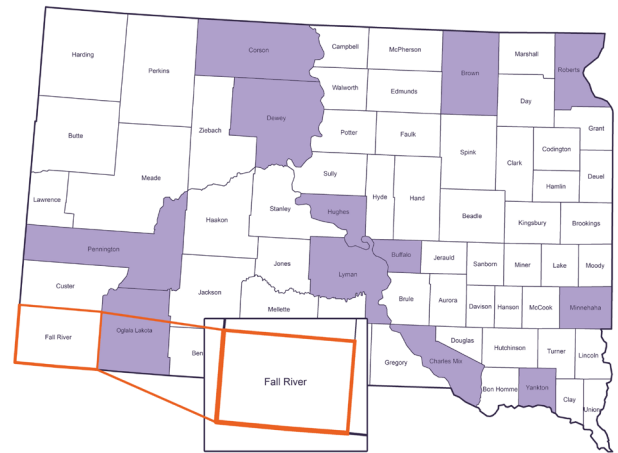 Harding
Perkins
Corson
Campbell
McPherson
Brown
Marshall
Roberts
Walworth
Edmunds
Day
Dewey
Ziebach
Butte
Potter
Faulk
Grant
Codington
Spink
Clark
Meade
Sully
Deuel
Hamlin
Lawrence
Hyde
Hand
Haakon
Stanley
Hughes
Beadle
Kingsbury
Brookings
Pennington
Buffalo
Jerauld
Sanborn
Miner
Lake
Moody
Jones
Lyman
Custer
Jackson
Brule
Aurora
Davison
Hanson
McCook
Minnehaha
Mellette
Fall River
Oglala Lakota
Douglas
Hutchinson
Turner
Lincoln
Ben
Gregory
Charles Mix
Fall River
Bon Homme
Yankton
Clay
Union